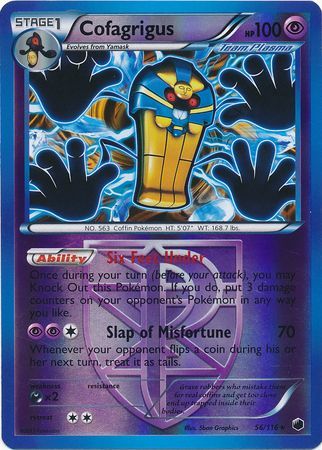 STAGE1
Cofagrigus
HP100
Evolves from Yamask
Team Plasma
NO. 563 Coffin Pokémon HT: 5'07" WT: 168.7 lbs.
Ability Six Feet Under
Once during your turn (before your attack), you may
Knock Out this Pokémon. If you do, put 3 damage
counters on your opponent's Pokémon in any way
you like.
Slap of Misfortune 70
Whenever your opponent flips a coin during his or
her next turn, treat it as tails.
weakness
resistance
×2
retreat
Grave robbers who mistake them
for coffins and get too close
end up trapped inside their
bodies.
Illus. 5ban Graphics
56/116